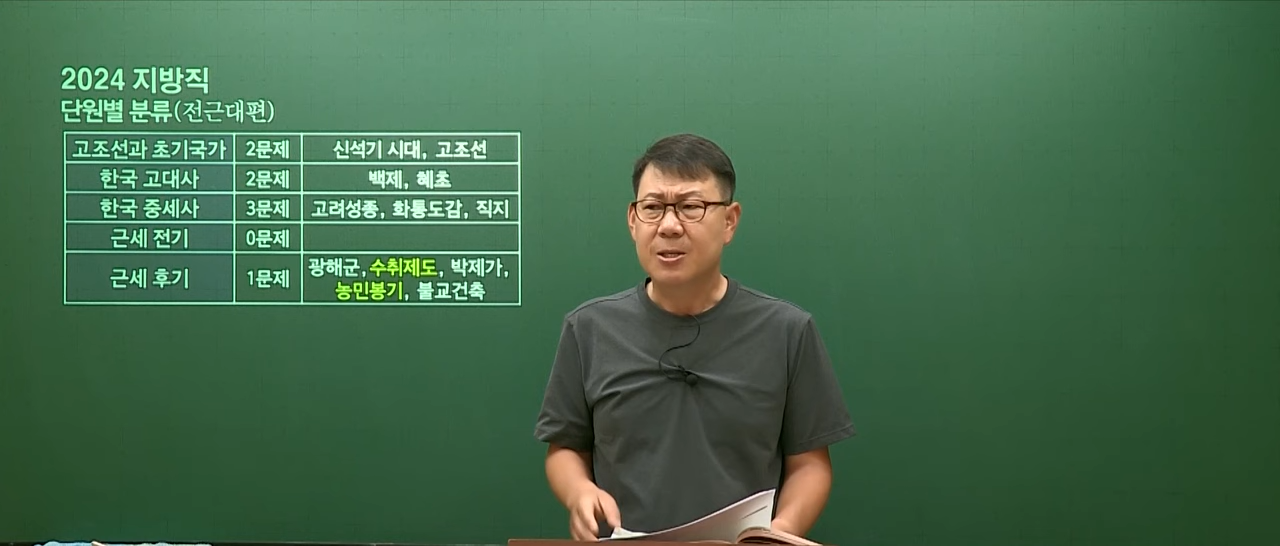 2024 지방직
단원별 분류(전근대편)
고조선과 초기국가 2문제 신석기 시대, 고조선
한국 고대사 2문제 백제, 혜초
한국 중세사 3문제 고려성종, 화통도감, 직지
근세 전기 0문제
근세 후기 1문제 광해군, 수취제도, 박제가,
농민봉기, 불교건축